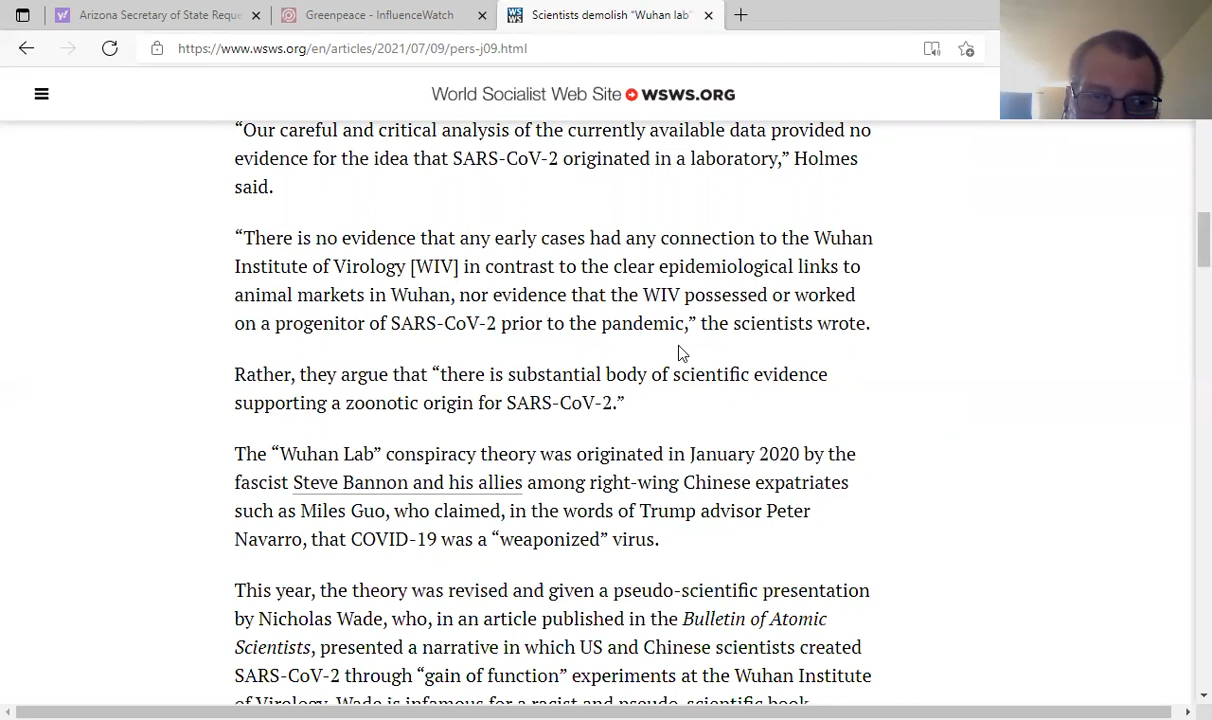 Arizona Secretary of State Reque
Greenpeace - InfluenceWatch
Scientists demolish "Wuhan lab"
https://www.wsws.org/en/articles/2021/07/09/pers-j09.html
World Socialist Web Site WSWS.ORG
“Our careful and critical analysis of the currently available data provided no
evidence for the idea that SARS-CoV-2 originated in a laboratory,” Holmes
said.
“There is no evidence that any early cases had any connection to the Wuhan
Institute of Virology [WIV] in contrast to the clear epidemiological links to
animal markets in Wuhan, nor evidence that the WIV possessed or worked
on a progenitor of SARS-CoV-2 prior to the pandemic,” the scientists wrote.
Rather, they argue that “there is substantial body of scientific evidence
supporting a zoonotic origin for SARS-CoV-2.”
The “Wuhan Lab” conspiracy theory was originated in January 2020 by the
fascist Steve Bannon and his allies among right-wing Chinese expatriates
such as Miles Guo, who claimed, in the words of Trump advisor Peter
Navarro, that COVID-19 was a “weaponized” virus.
This year, the theory was revised and given a pseudo-scientific presentation
by Nicholas Wade, who, in an article published in the Bulletin of Atomic
Scientists, presented a narrative in which US and Chinese scientists created
SARS-CoV-2 through “gain of function” experiments at the Wuhan Institute
of Virology. Wade is infamous for a racist and pseudo-scientific book